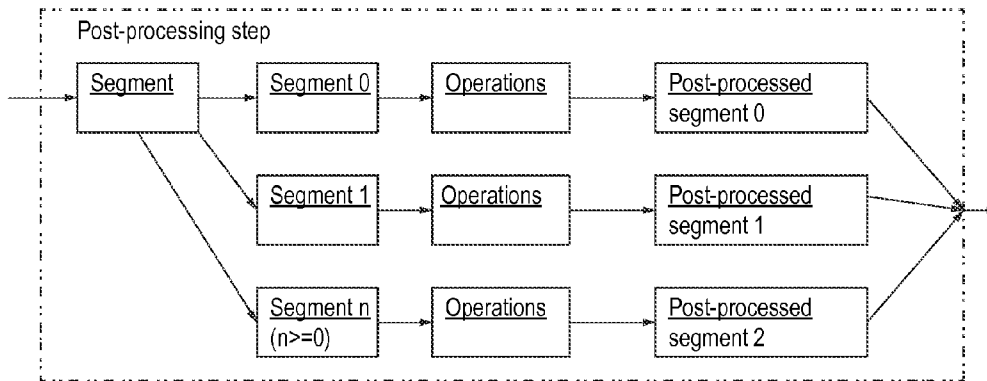 Post-processing step
Segment
Segment 0
Operations
Post-processed
segment 0
Segment 1
Operations
Post-processed
segment 1
Segment n
(n>=0)
Operations
Post-processed
segment 2